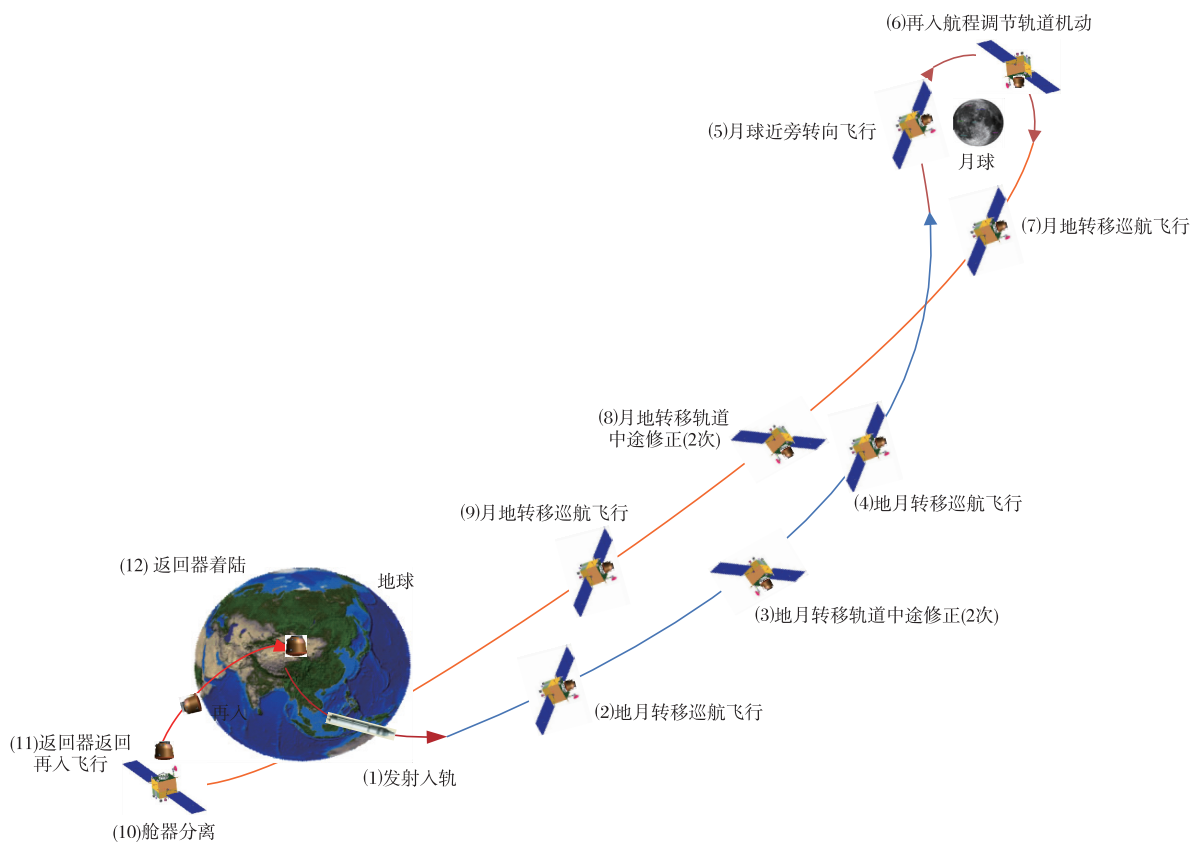 ⑹再入航程调节轨道机动
⑸月球近旁转向飞行
月球
⑺月地转移巡航飞行
⑻月地转移轨道
中途修正(2次)
⑷地月转移巡航飞行
⑼月地转移巡航飞行
(12) 返回器着陆
地球
⑶地月转移轨道中途修正(2次)
再入
⑵地月转移巡航飞行
(11)返回器返回
再入飞行
⑴发射入轨
(10)舱器分离